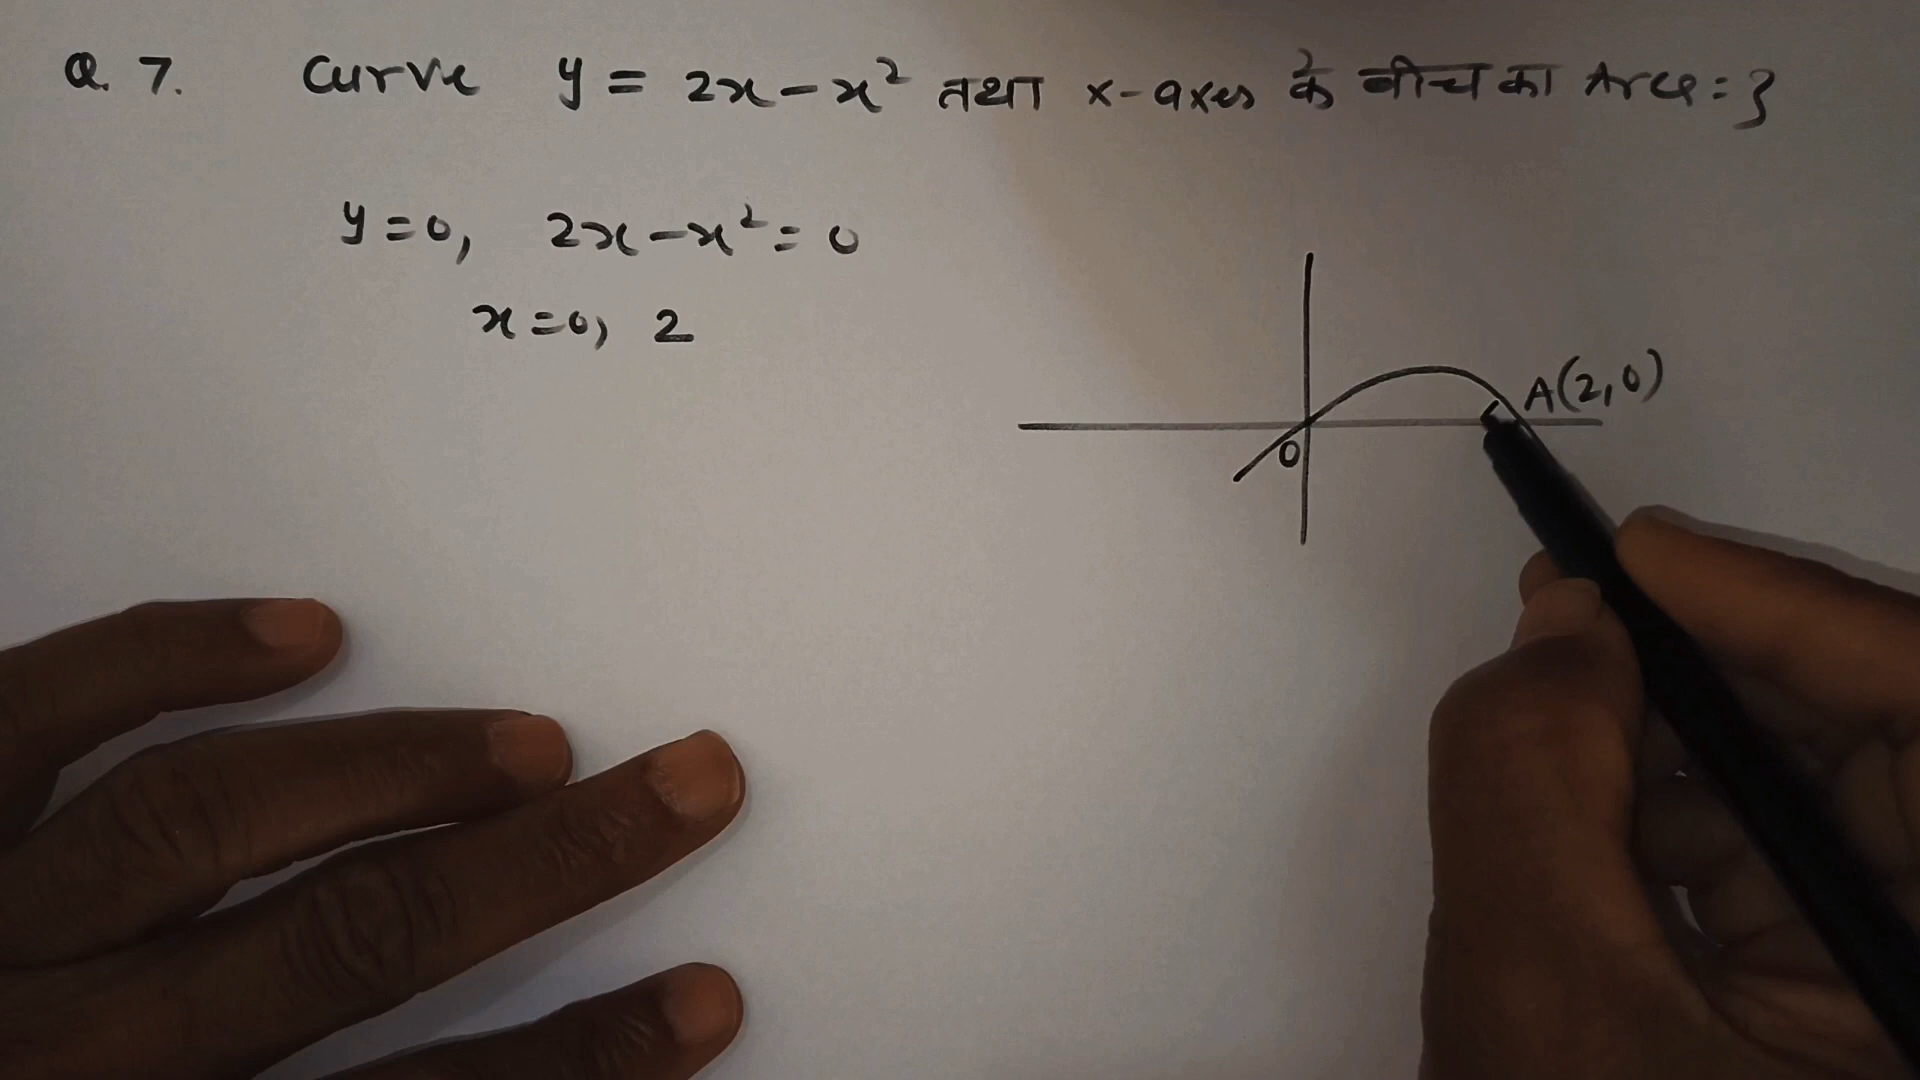 Q. 7. Curve y = 2x - x² तथा x-axes के बीच का Area = ?
y = 0, 2x - x² = 0
x = 0, 2
A(2, 0)
O